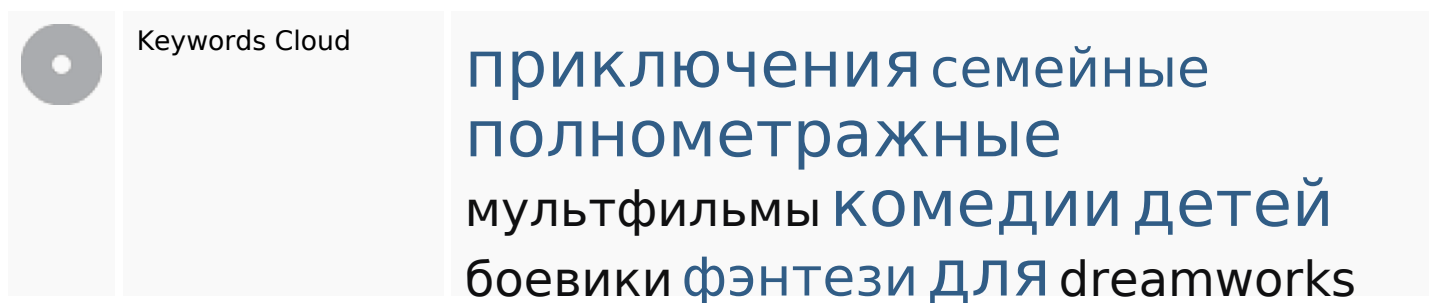 Keywords Cloud
приключения семейные
полнометражные
мультфильмы комедии детей
боевики фэнтези для dreamworks